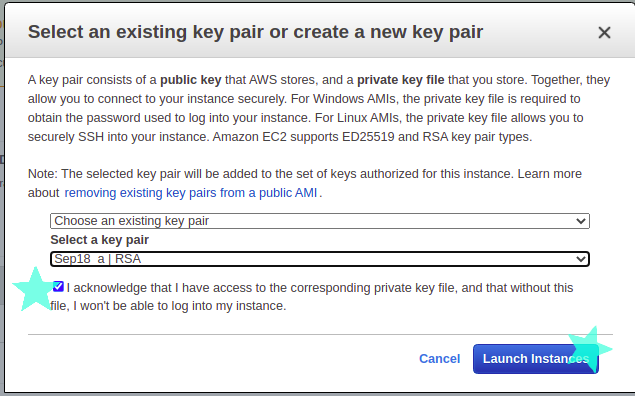 Select an existing key pair or create a new key pair
A key pair consists of a public key that AWS stores, and a private key file that you store. Together, they
allow you to connect to your instance securely. For Windows AMIs, the private key file is required to
obtain the password used to log into your instance. For Linux AMIs, the private key file allows you to
securely SSH into your instance. Amazon EC2 supports ED25519 and RSA key pair types.
Note: The selected key pair will be added to the set of keys authorized for this instance. Learn more
about removing existing key pairs from a public AMI .
Choose an existing key pair
Select a key pair
Sep18_a | RSA
I acknowledge that I have access to the corresponding private key file, and that without this
file, I won't be able to log into my instance.
Cancel Launch Instances